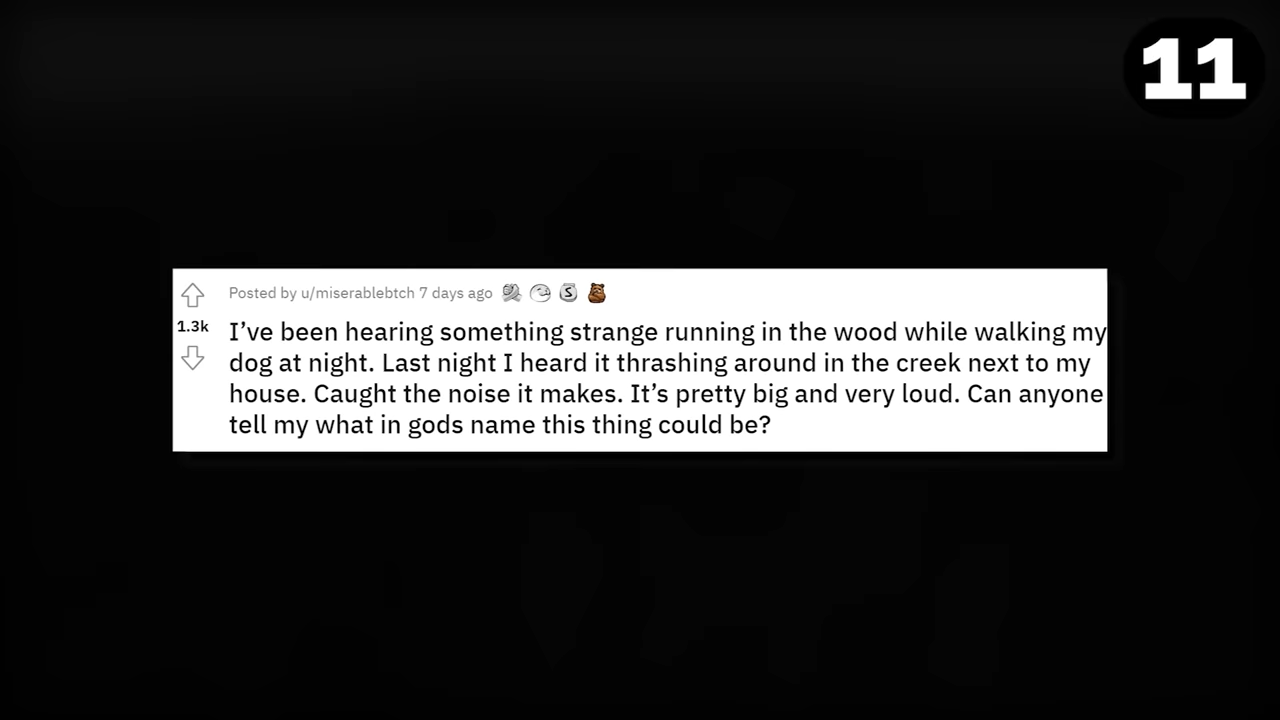 11
Posted by u/miserablebtch 7 days ago
1.3k
I’ve been hearing something strange running in the wood while walking my
dog at night. Last night I heard it thrashing around in the creek next to my
house. Caught the noise it makes. It’s pretty big and very loud. Can anyone
tell my what in gods name this thing could be?